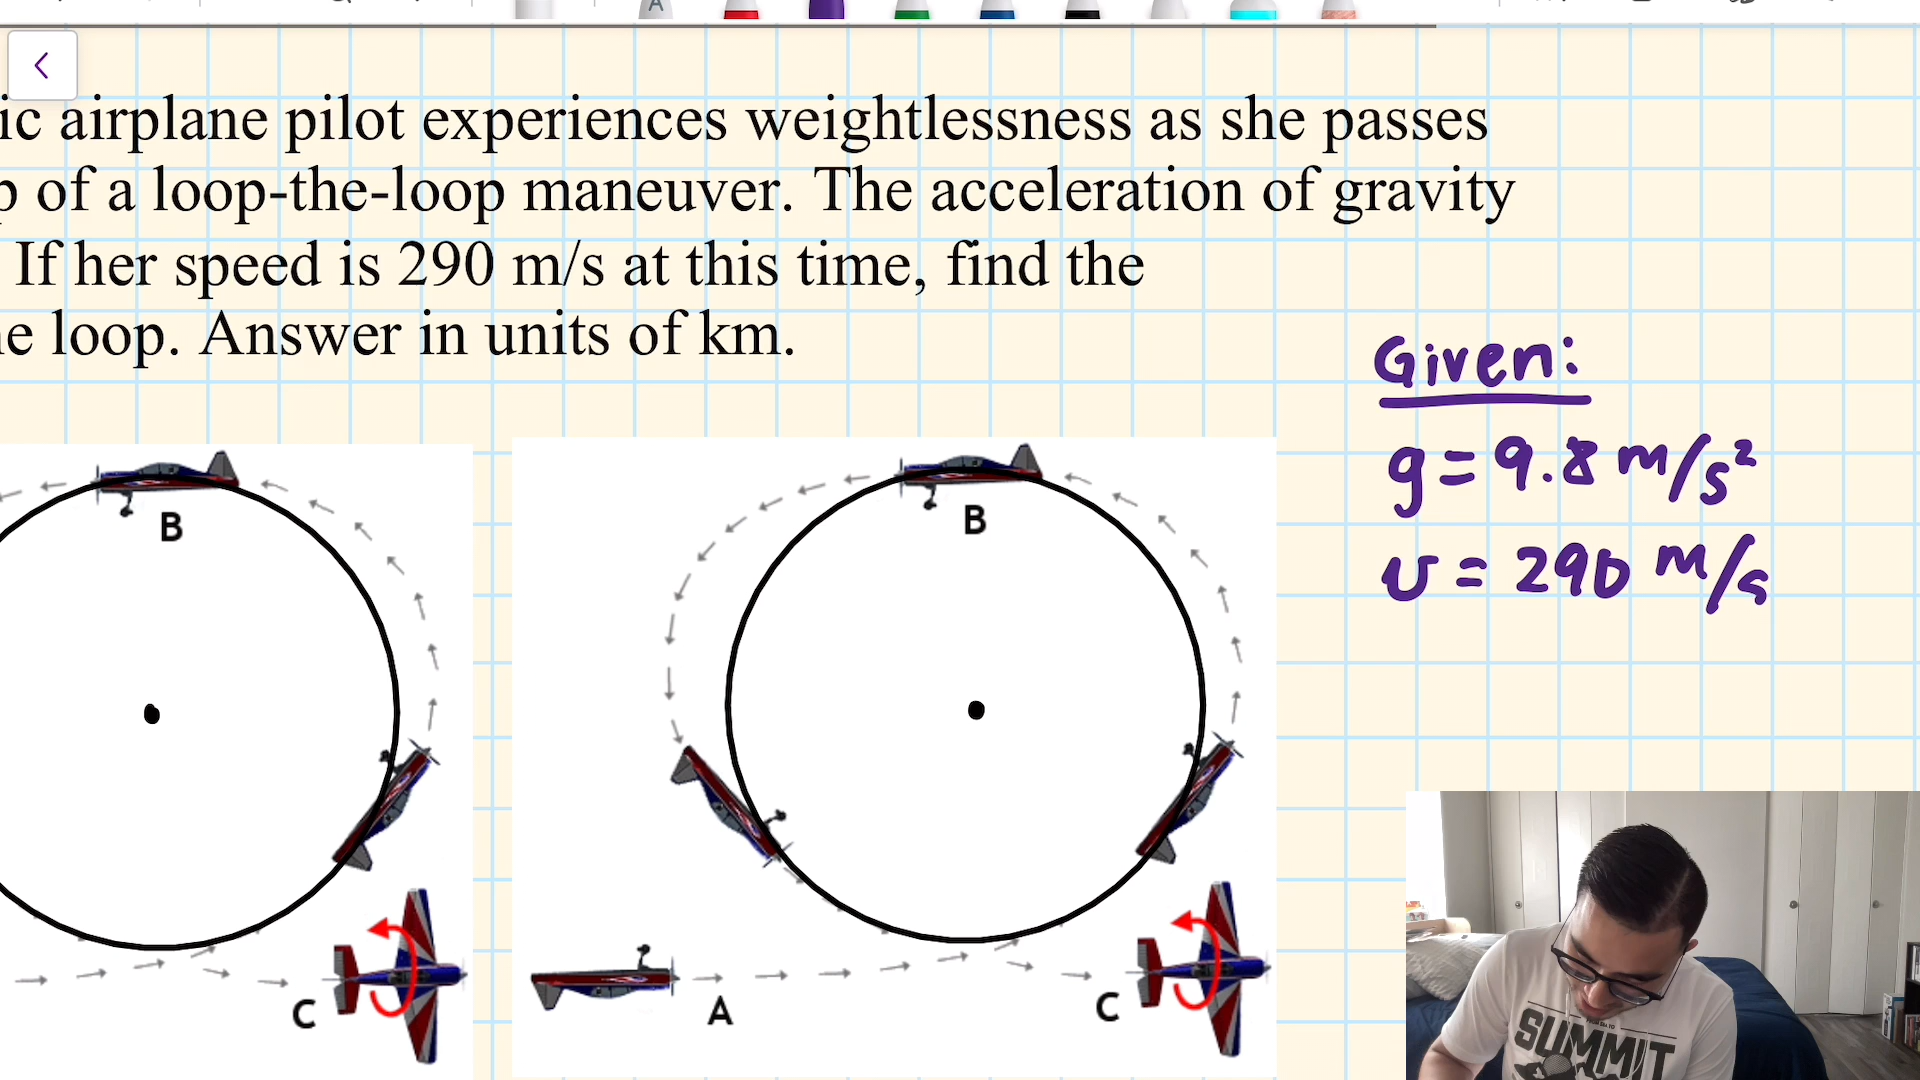 ic airplane pilot experiences weightlessness as she passes
p of a loop-the-loop maneuver. The acceleration of gravity
If her speed is 290 m/s at this time, find the
e loop. Answer in units of km.
Given:
g = 9.8 m/s²
v = 290 m/s
B
C
B
A
C
SUMMIT